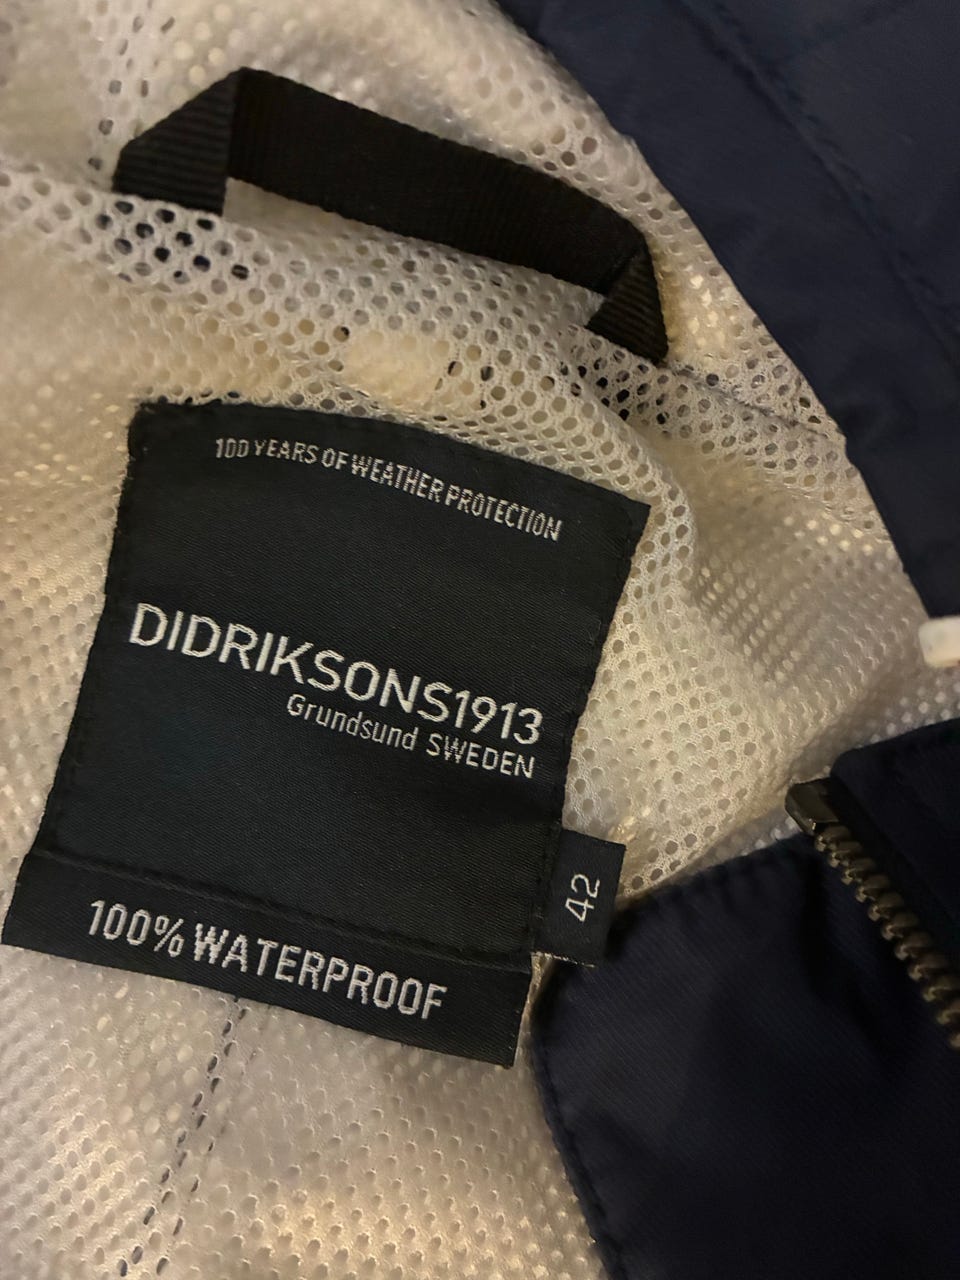 100 YEARS OF WEATHER PROTECTION
DIDRIKSONS1913
Grundsund SWEDEN
42
100% WATERPROOF